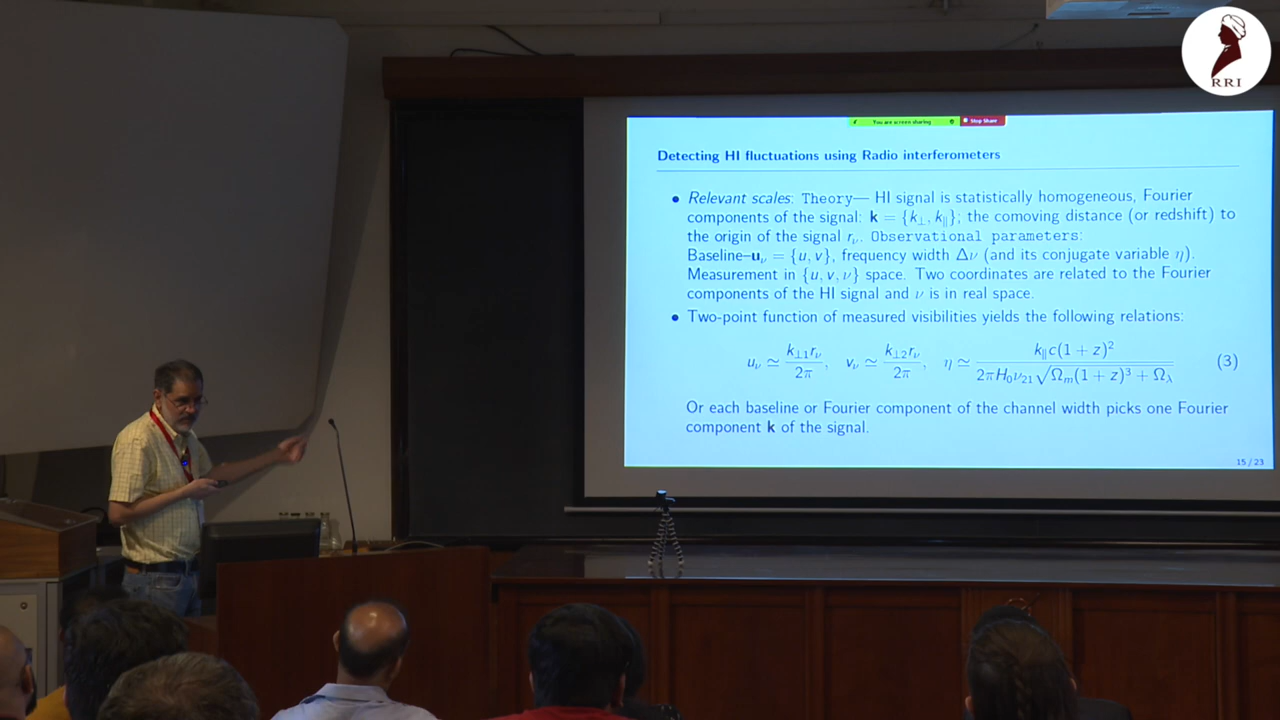 RRI
You are screen sharing
Stop Share
Detecting HI fluctuations using Radio interferometers
• Relevant scales: Theory— HI signal is statistically homogeneous, Fourier
components of the signal: k = {k⊥, k∥}; the comoving distance (or redshift) to
the origin of the signal rν. Observational parameters:
Baseline–uν = {u, v}, frequency width Δν (and its conjugate variable η).
Measurement in {u, v, ν} space. Two coordinates are related to the Fourier
components of the HI signal and ν is in real space.
• Two-point function of measured visibilities yields the following relations:
uν ≃ k⊥1rν / 2π, vν ≃ k⊥2rν / 2π, η ≃ k∥c(1 + z)² / 2πH₀ν₂₁√Ωm(1 + z)³ + Ωλ (3)
Or each baseline or Fourier component of the channel width picks one Fourier
component k of the signal.
15 / 23